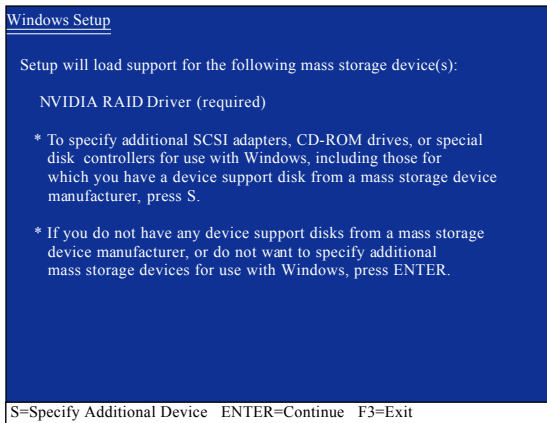 Windows Setup
Setup will load support for the following mass storage device(s):
NVIDIA RAID Driver (required)
* To specify additional SCSI adapters, CD-ROM drives, or special
disk controllers for use with Windows, including those for
which you have a device support disk from a mass storage device
manufacturer, press S.
* If you do not have any device support disks from a mass storage
device manufacturer, or do not want to specify additional
mass storage devices for use with Windows, press ENTER.
S=Specify Additional Device ENTER=Continue F3=Exit